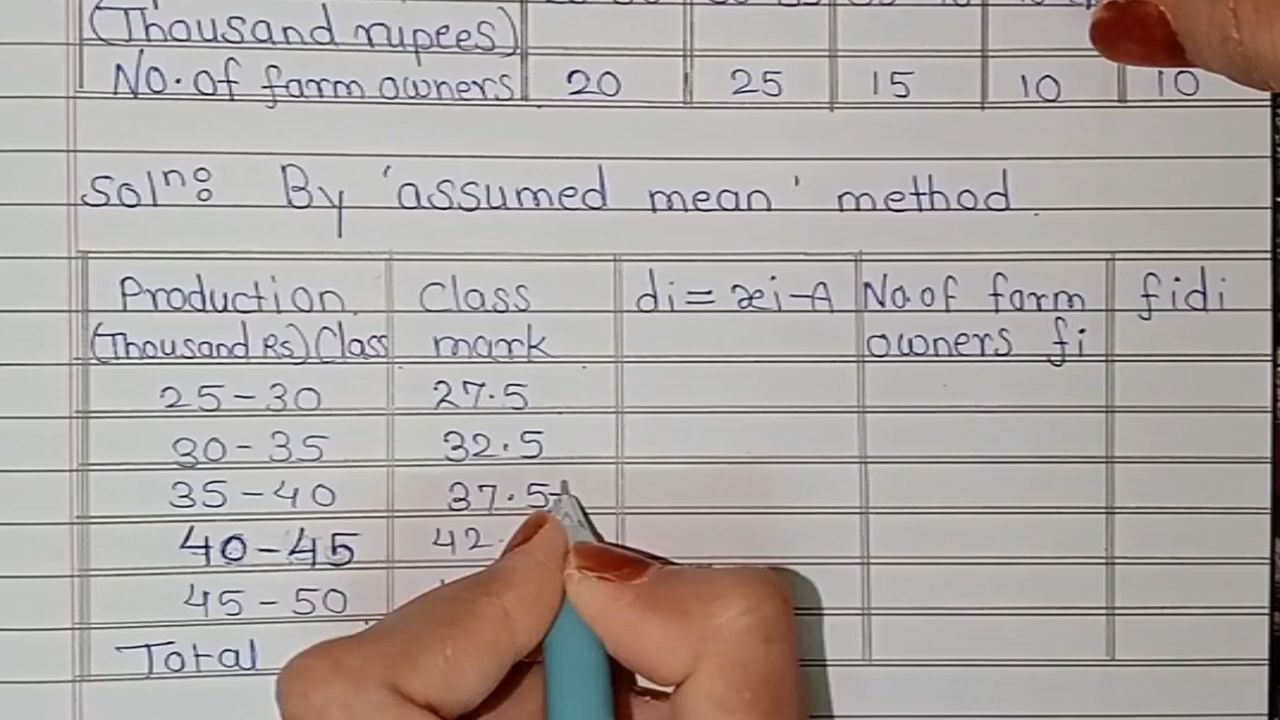 (Thousand rupees)
No. of farm owners 20 25 15 10 10
Solⁿ: By 'assumed mean' method.
Production Class di = xi - A No. of farm fidi
(Thousand Rs) Class mark owners fi
25-30 27.5
30-35 32.5
35-40 37.5
40-45 42.
45-50
Total